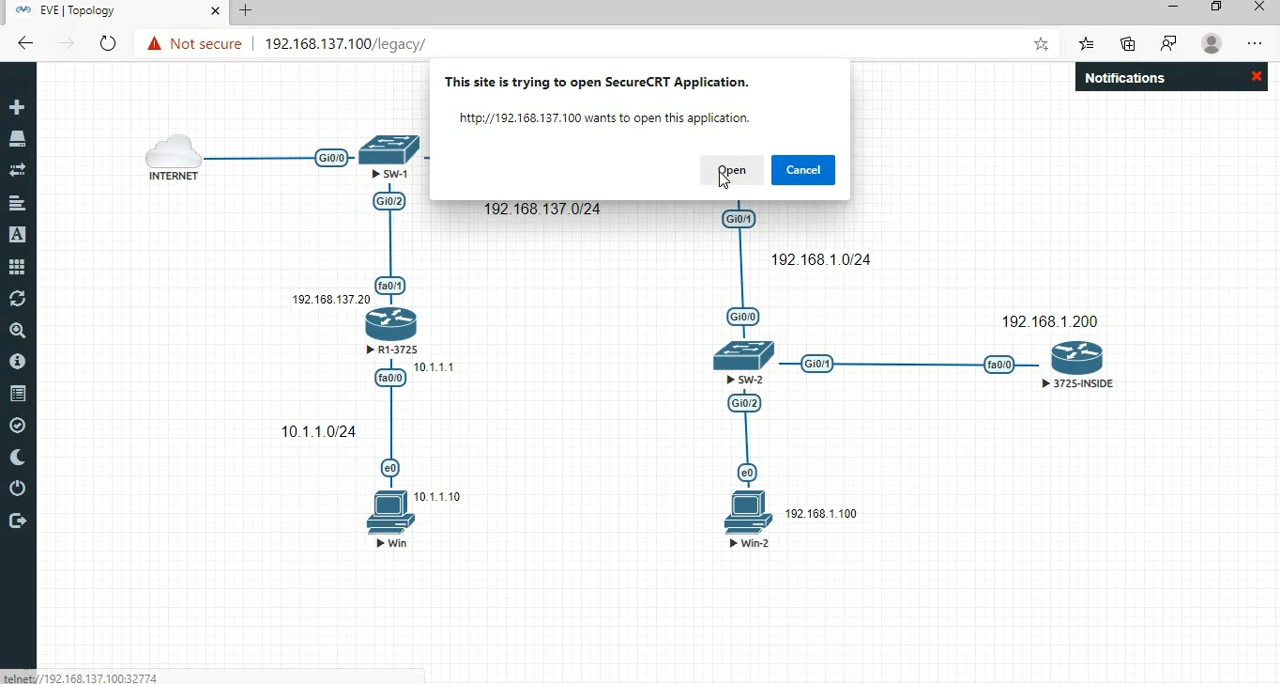 EVE | Topology
Not secure
192.168.137.100/legacy/
This site is trying to open SecureCRT Application.
http://192.168.137.100 wants to open this application.
Open
Cancel
Notifications
INTERNET
Gi0/0
SW-1
Gi0/2
192.168.137.0/24
Gi0/1
192.168.1.0/24
fa0/1
192.168.137.20
R1-3725
10.1.1.1
fa0/0
10.1.1.0/24
e0
10.1.1.10
Win
Gi0/0
SW-2
Gi0/1
Gi0/2
fa0/0
192.168.1.200
3725-INSIDE
e0
192.168.1.100
Win-2
A
telnet://192.168.137.100:32774